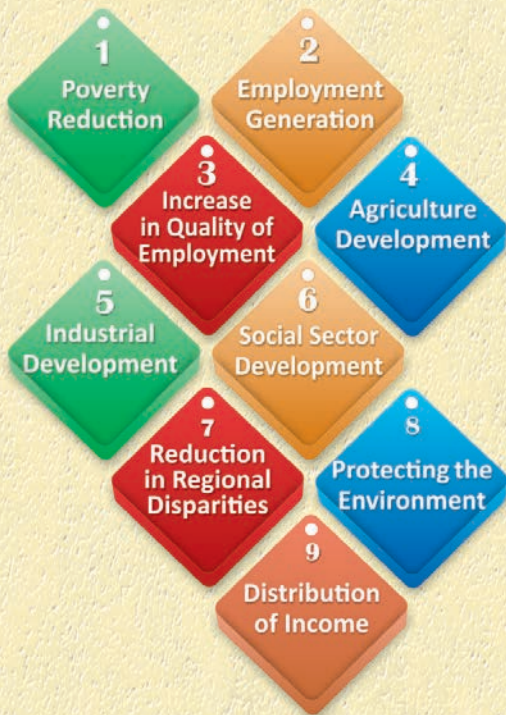 1
Poverty
Reduction
2
Employment
Generation
3
Increase
in Quality of
Employment
4
Agriculture
Development
5
Industrial
Development
6
Social Sector
Development
7
Reduction
in Regional
Disparities
8
Protecting the
Environment
9
Distribution
of Income